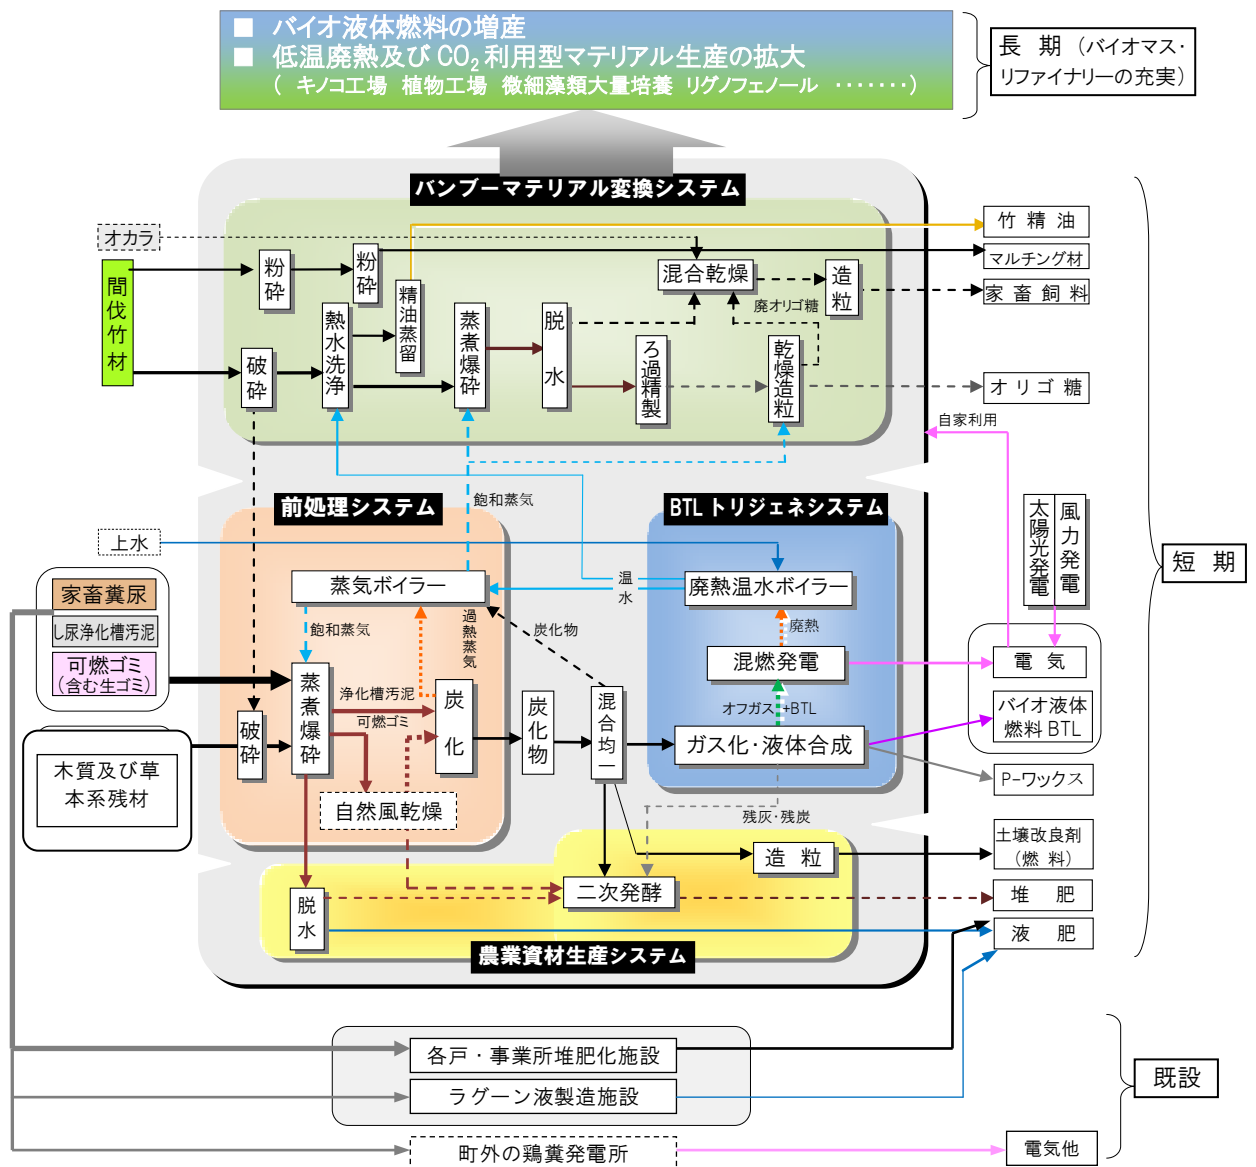 ■ バイオ液体燃料の増産
■ 低温廃熱及びCO₂利用型マテリアル生産の拡大
( キノコ工場 植物工場 微細藻類大量培養 リグノフェノール ・・・・・・・)
長 期 (バイオマス・
リファイナリーの充実)
バンブーマテリアル変換システム
オカラ
間伐竹材
粉砕
粉砕
破砕
熱水洗浄
精油蒸留
蒸煮爆砕
脱水
ろ過精製
混合乾燥
廃オリゴ糖
造粒
乾燥造粒
竹 精 油
マルチング材
家 畜 飼 料
オ リ ゴ 糖
自家利用
前処理システム
飽和蒸気
BTLトリジェネシステム
上水
蒸気ボイラー
温水
廃熱温水ボイラー
太陽光発電
風力発電
短 期
家畜糞尿
し尿浄化槽汚泥
可燃ゴミ
(含む生ゴミ)
飽和蒸気
過熱蒸気
炭化物
廃熱
混燃発電
電 気
浄化槽汚泥
可燃ゴミ
蒸煮爆砕
炭化
炭化物
混合均一
オフガス +BTL
ガス化・液体合成
バイオ液体
燃料BTL
破砕
木質及び草
本系残材
自然風乾燥
P-ワックス
残灰・残炭
造 粒
土壌改良剤
(燃 料)
二次発酵
堆 肥
脱水
液 肥
農業資材生産システム
各戸・事業所堆肥化施設
ラグーン液製造施設
既設
町外の鶏糞発電所
電気他